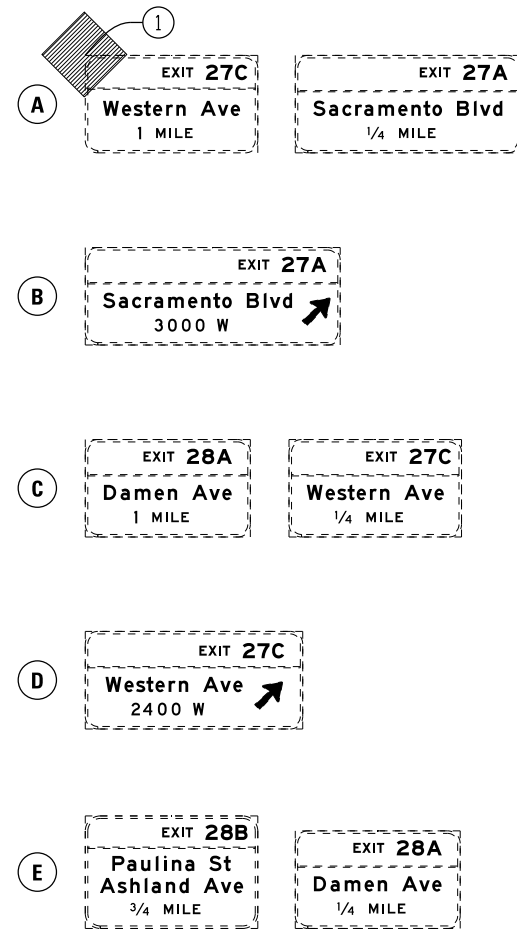 1
A
EXIT 27C
Western Ave
1 MILE
EXIT 27A
Sacramento Blvd
1/4 MILE
B
EXIT 27A
Sacramento Blvd
3000 W
C
EXIT 28A
Damen Ave
1 MILE
EXIT 27C
Western Ave
1/4 MILE
D
EXIT 27C
Western Ave
2400 W
E
EXIT 28B
Paulina St
Ashland Ave
3/4 MILE
EXIT 28A
Damen Ave
1/4 MILE